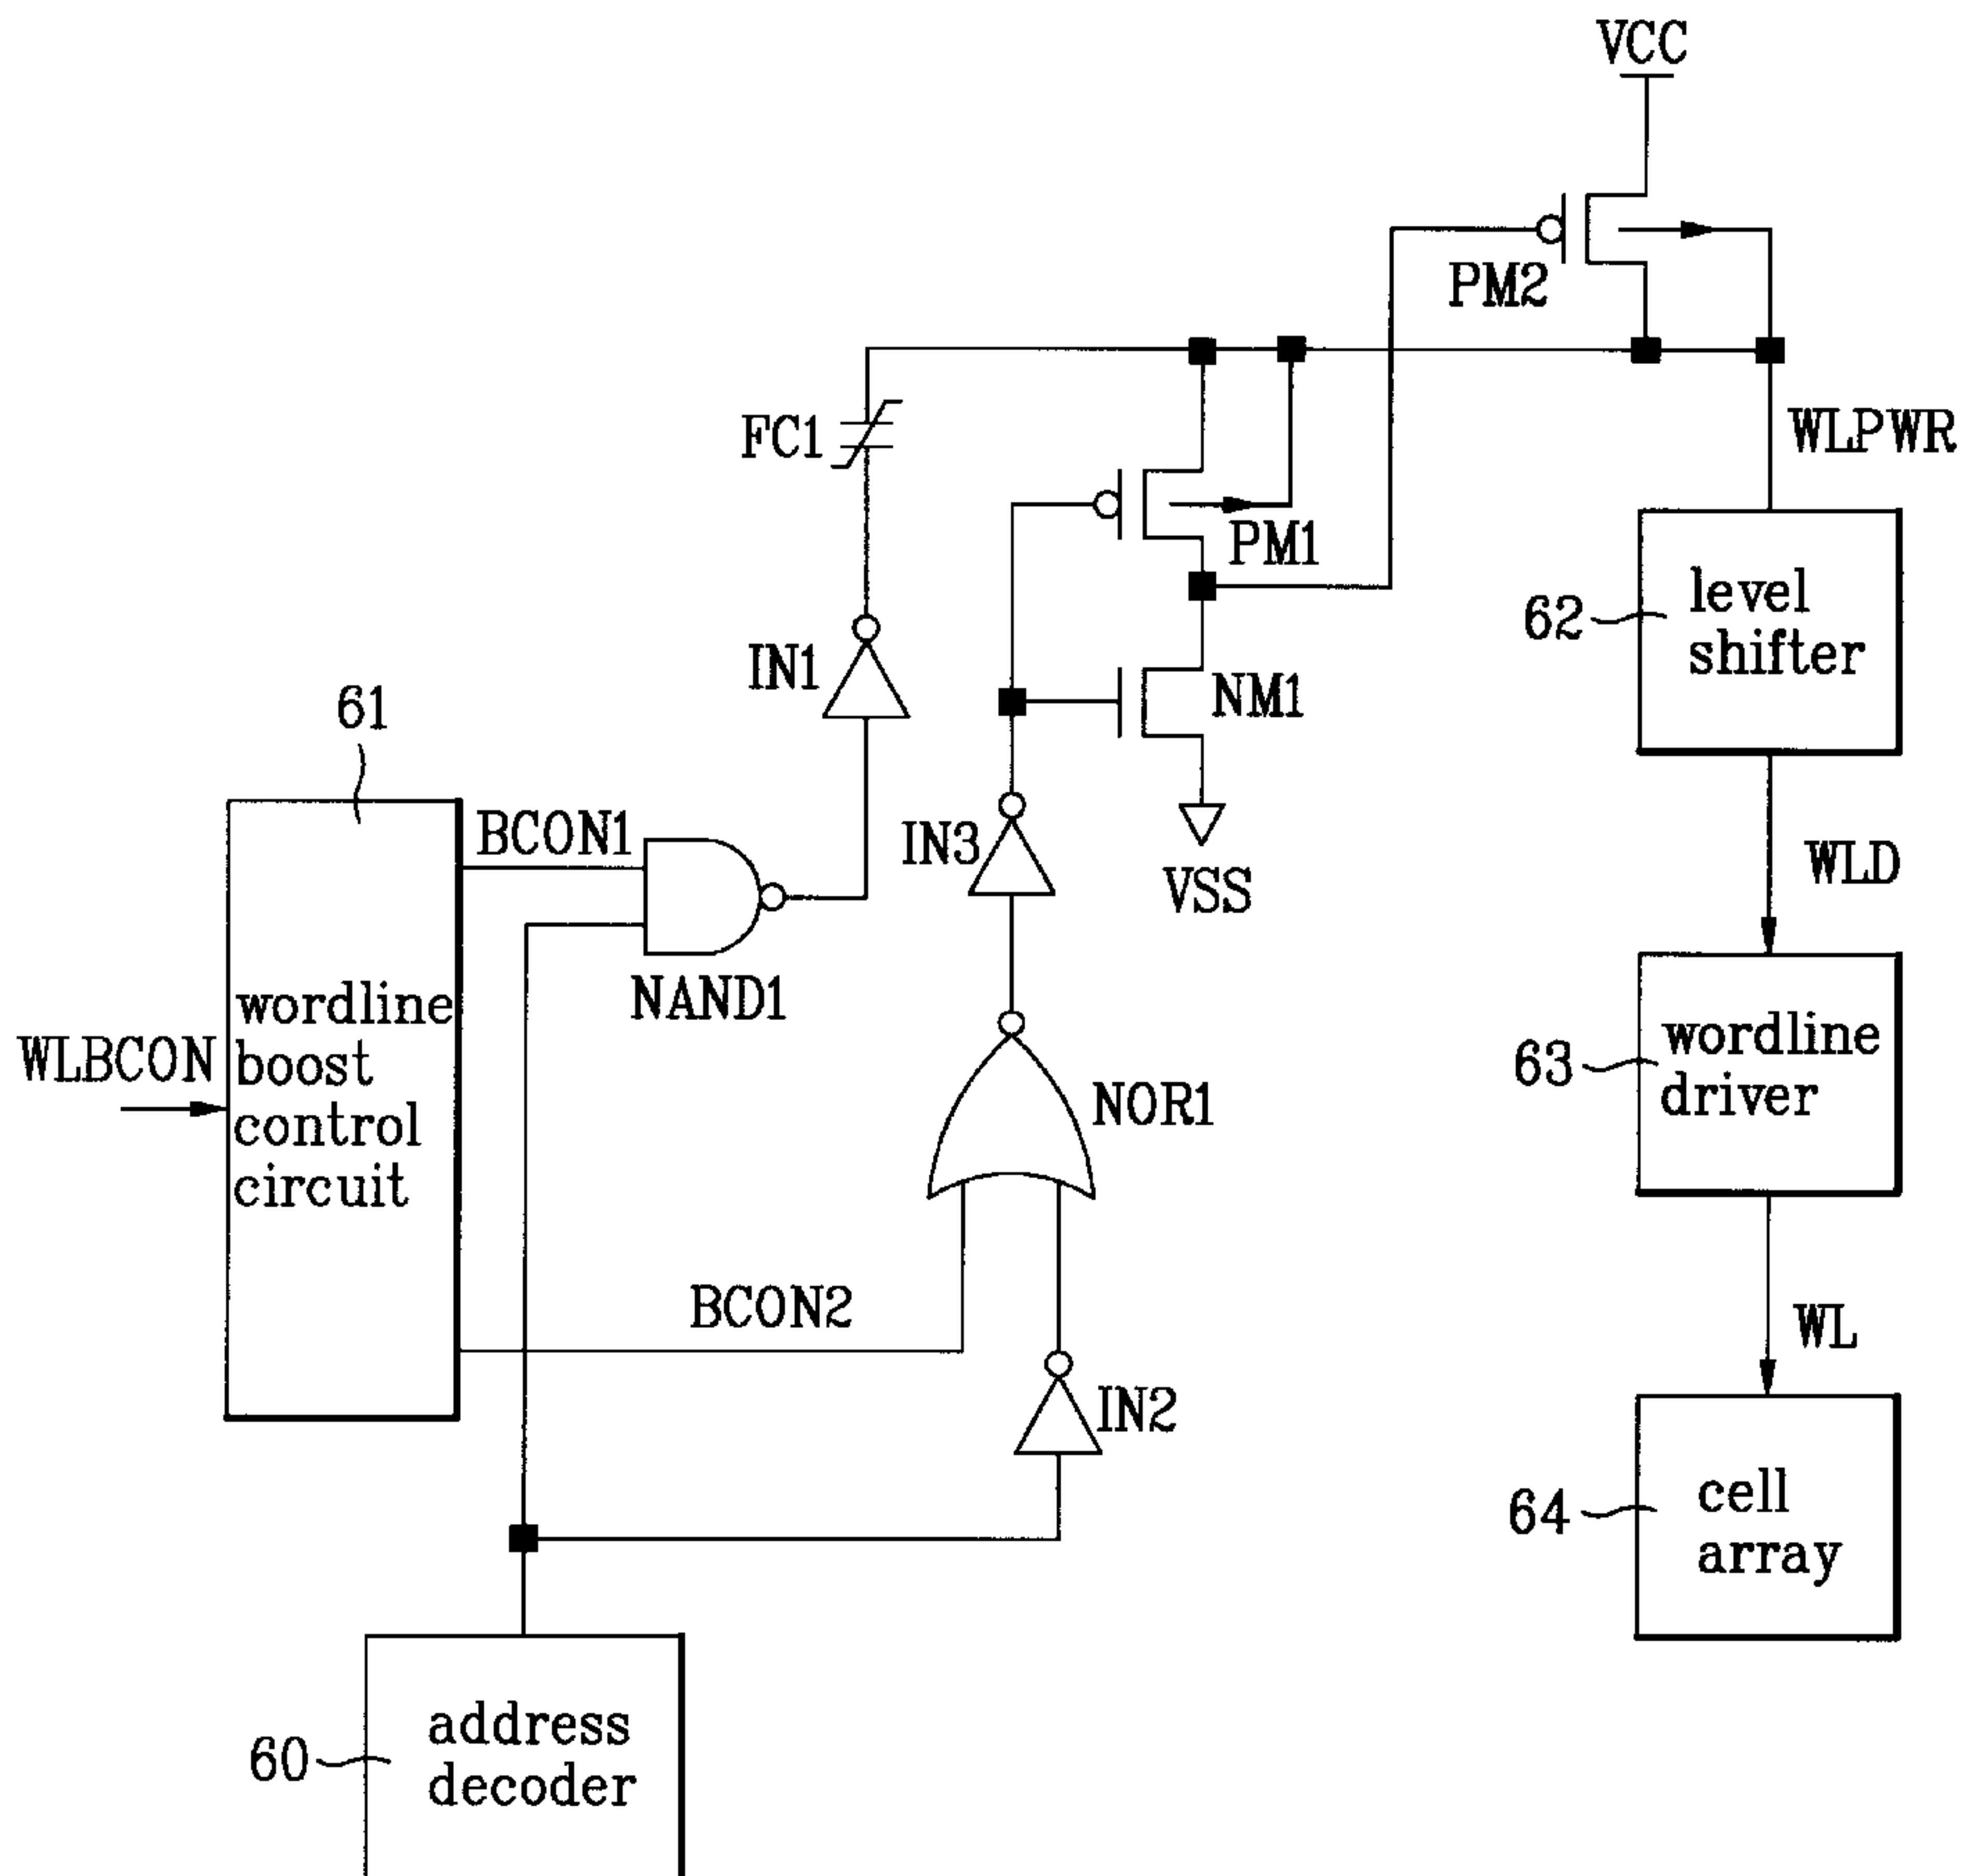 VCC
PM2
FC1
WLPWR
PM1
level
shifter
62
IN1
NM1
61
BCON1
IN3
VSS
WLD
NAND1
wordline
boost
control
circuit
WLBCON
wordline
driver
63
NOR1
BCON2
WL
IN2
cell
array
64
address
decoder
60